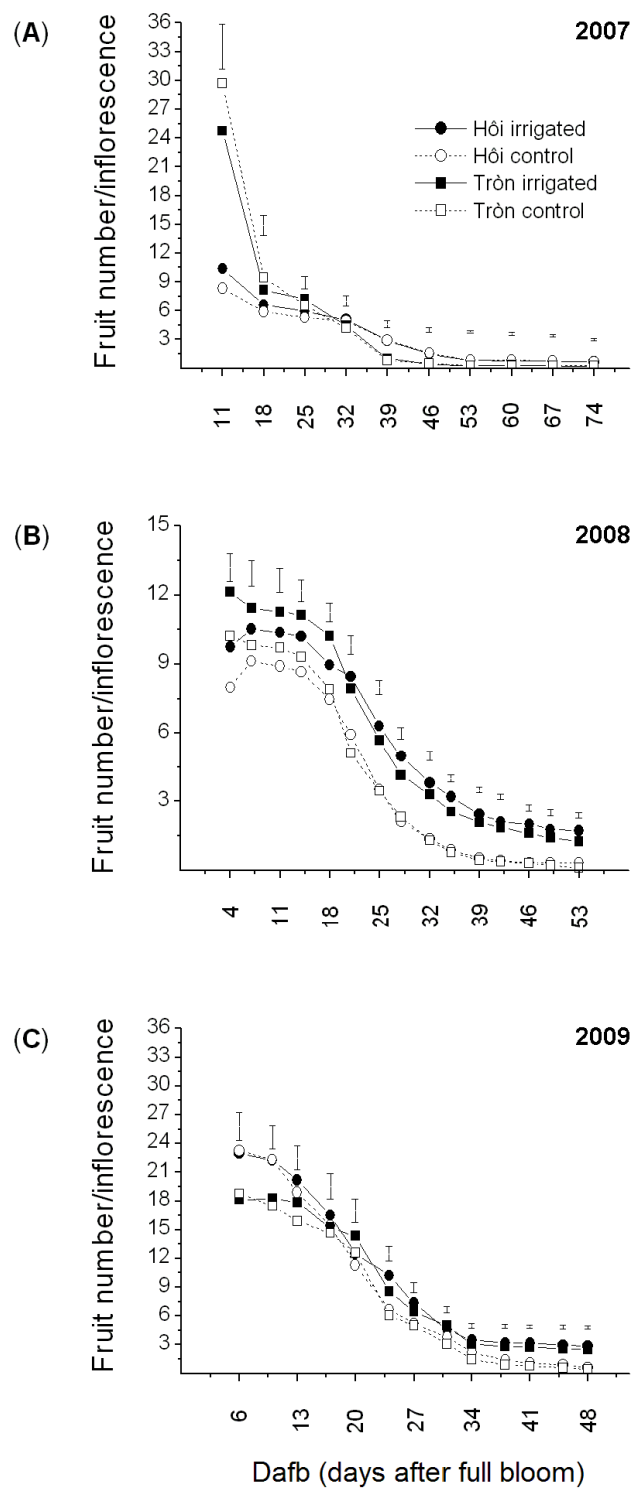 (A)
2007
Fruit number/inflorescence
36
33
30
27
24
21
18
15
12
9
6
3
Hôi irrigated
Hôi control
Tròn irrigated
Tròn control
11 18 25 32 39 46 53 60 67 74
(B)
2008
Fruit number/inflorescence
15
12
9
6
3
4 11 18 25 32 39 46 53
(C)
2009
Fruit number/inflorescence
36
33
30
27
24
21
18
15
12
9
6
3
6 13 20 27 34 41 48
Dafb (days after full bloom)